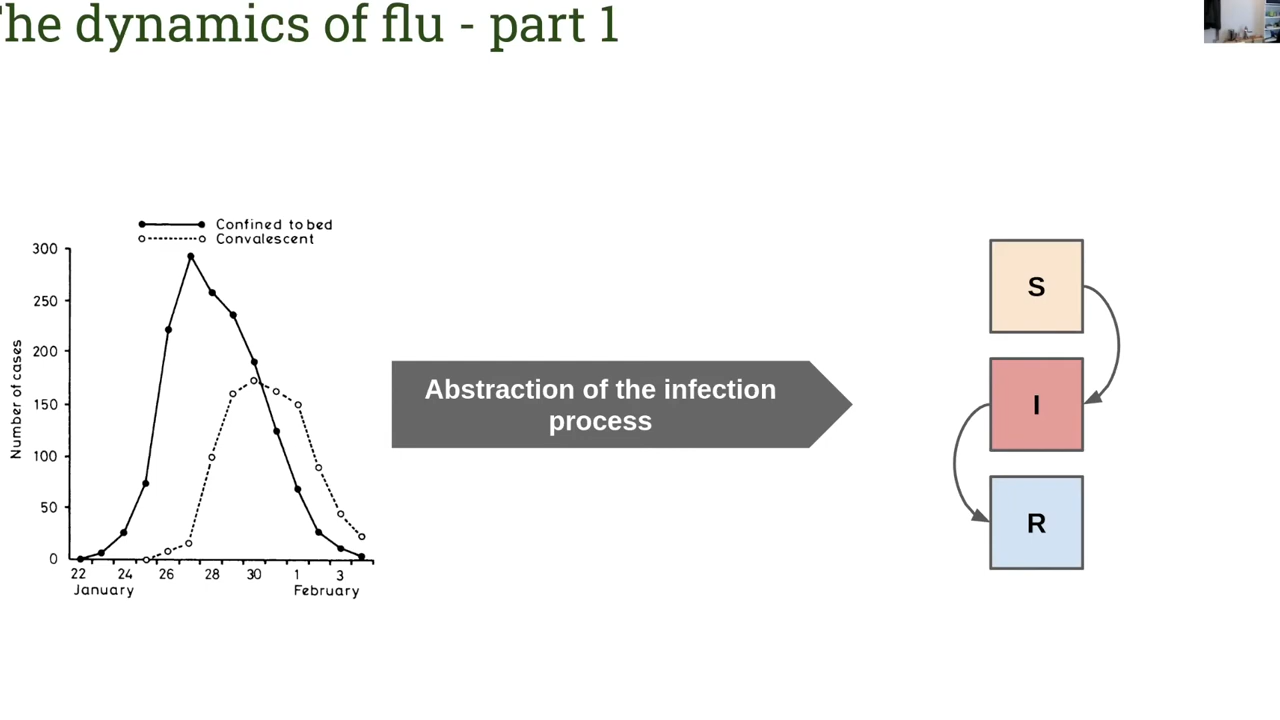 The dynamics of flu - part 1
Confined to bed
Convalescent
300
250
200
150
100
50
0
Number of cases
22 24 26 28 30 1 3
January February
Abstraction of the infection
process
S
I
R